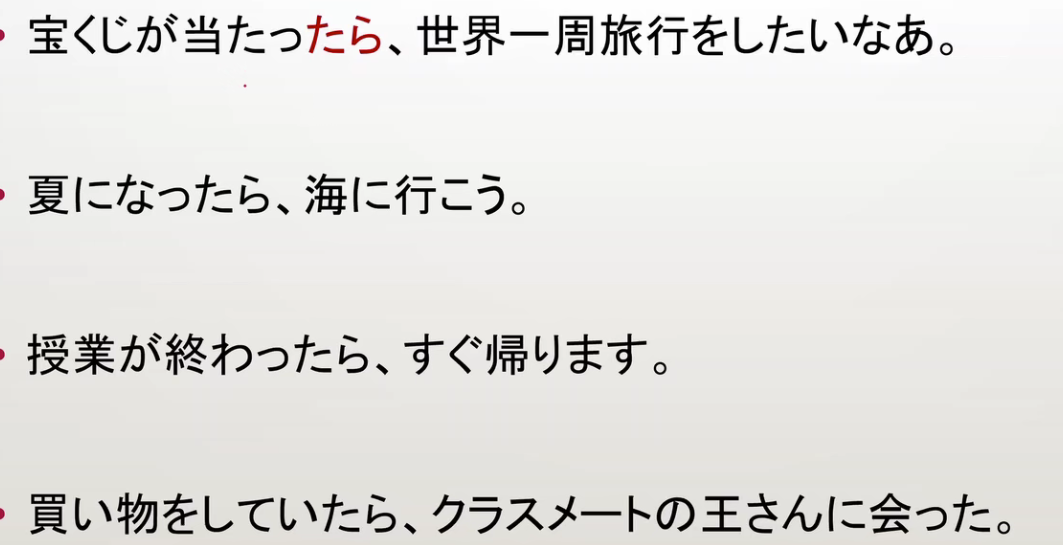 • 宝くじが当たったら、世界一周旅行をしたいなあ。
• 夏になったら、海に行こう。
• 授業が終わったら、すぐ帰ります。
• 買い物をしていたら、クラスメートの王さんに会った。